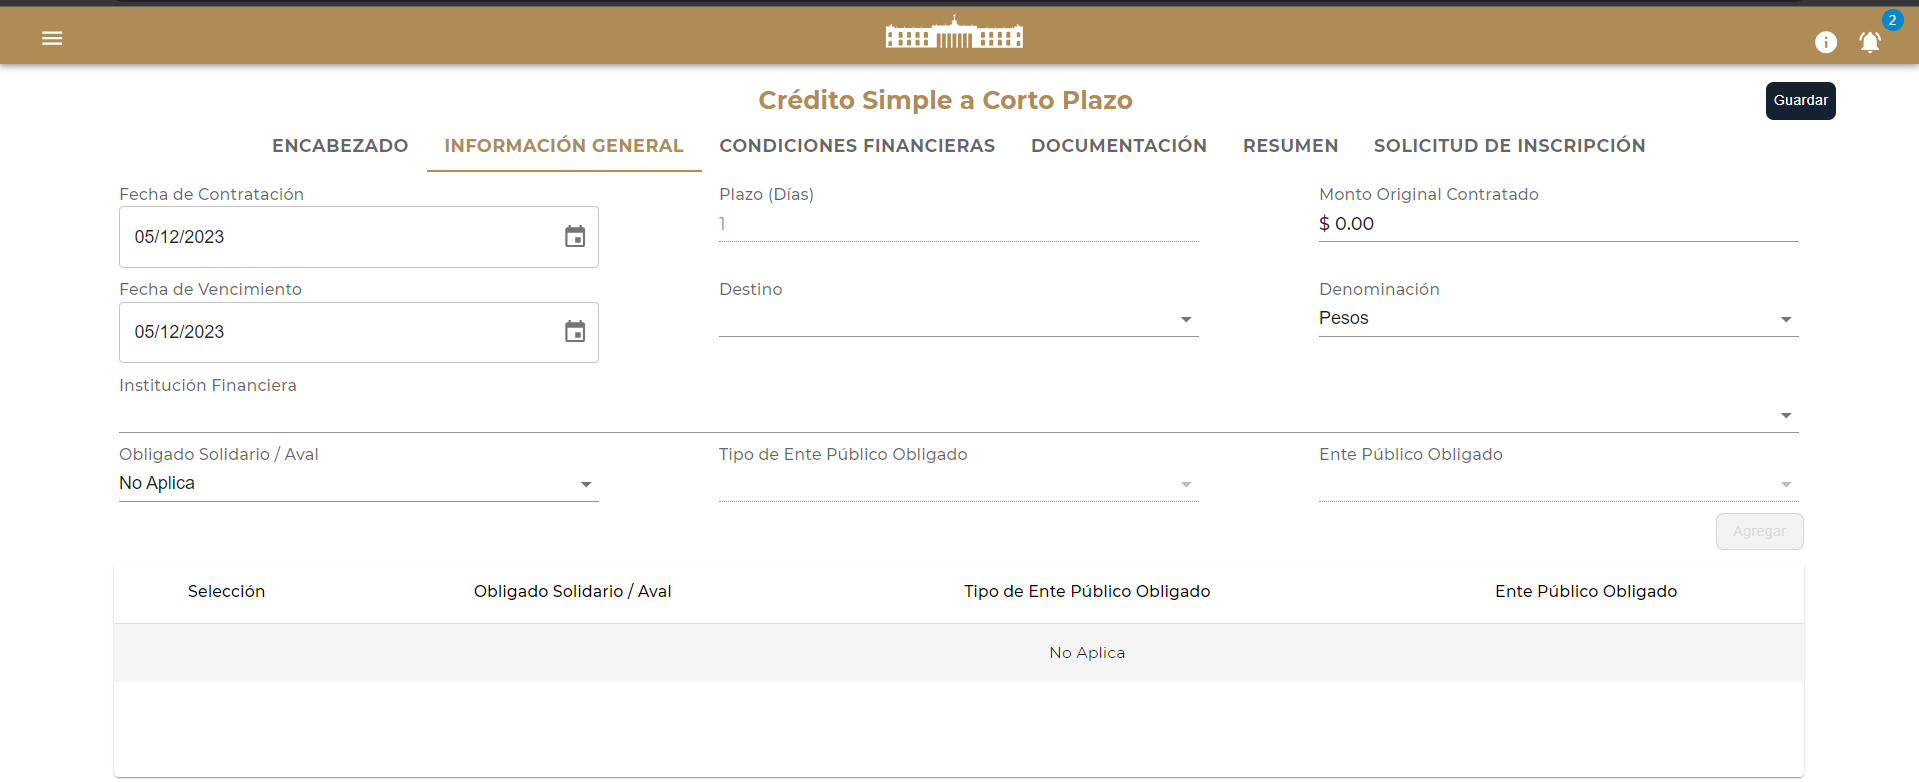 2
Crédito Simple a Corto Plazo
Guardar
ENCABEZADO INFORMACIÓN GENERAL CONDICIONES FINANCIERAS DOCUMENTACIÓN RESUMEN SOLICITUD DE INSCRIPCIÓN
Fecha de Contratación Plazo (Días) Monto Original Contratado
05/12/2023 1 $ 0.00
Fecha de Vencimiento Destino Denominación
05/12/2023 Pesos
Institución Financiera
Obligado Solidario / Aval Tipo de Ente Público Obligado Ente Público Obligado
No Aplica
Agregar
Selección Obligado Solidario / Aval Tipo de Ente Público Obligado Ente Público Obligado
No Aplica